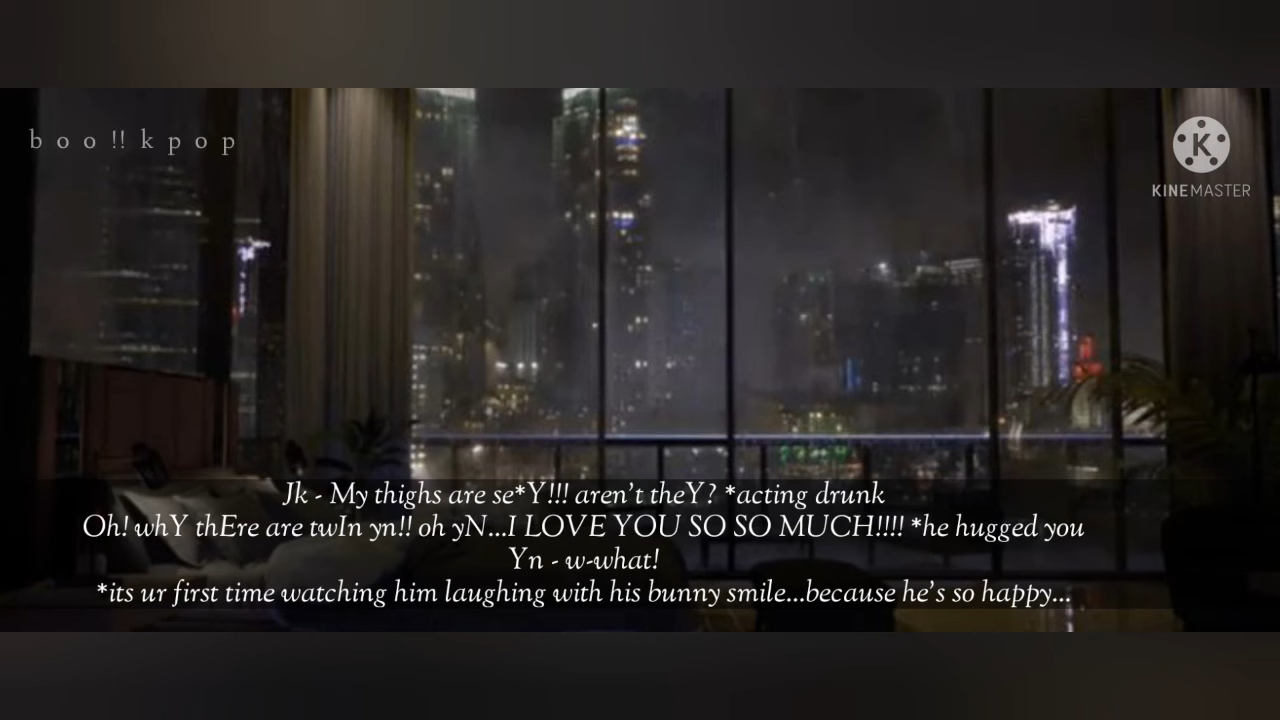 boo!!kpop
K
KINEMASTER
Jk - My thighs are se*Y!!! aren't theY? *acting drunk
Oh! whY thEre are twIn yn!! oh yN...I LOVE YOU SO SO MUCH!!!! *he hugged you
Yn - w-what!
*its ur first time watching him laughing with his bunny smile...because he's so happy...